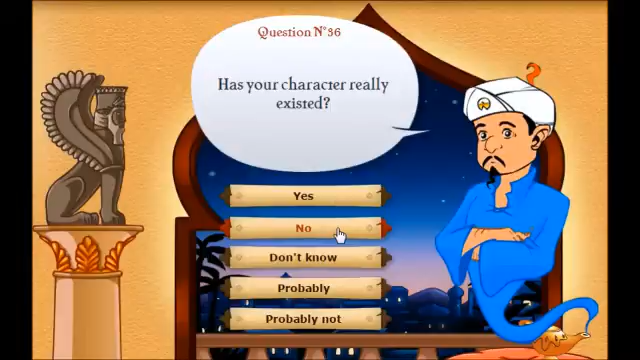 Question N°36
Has your character really
existed?
Yes
No
Don't know
Probably
Probably not